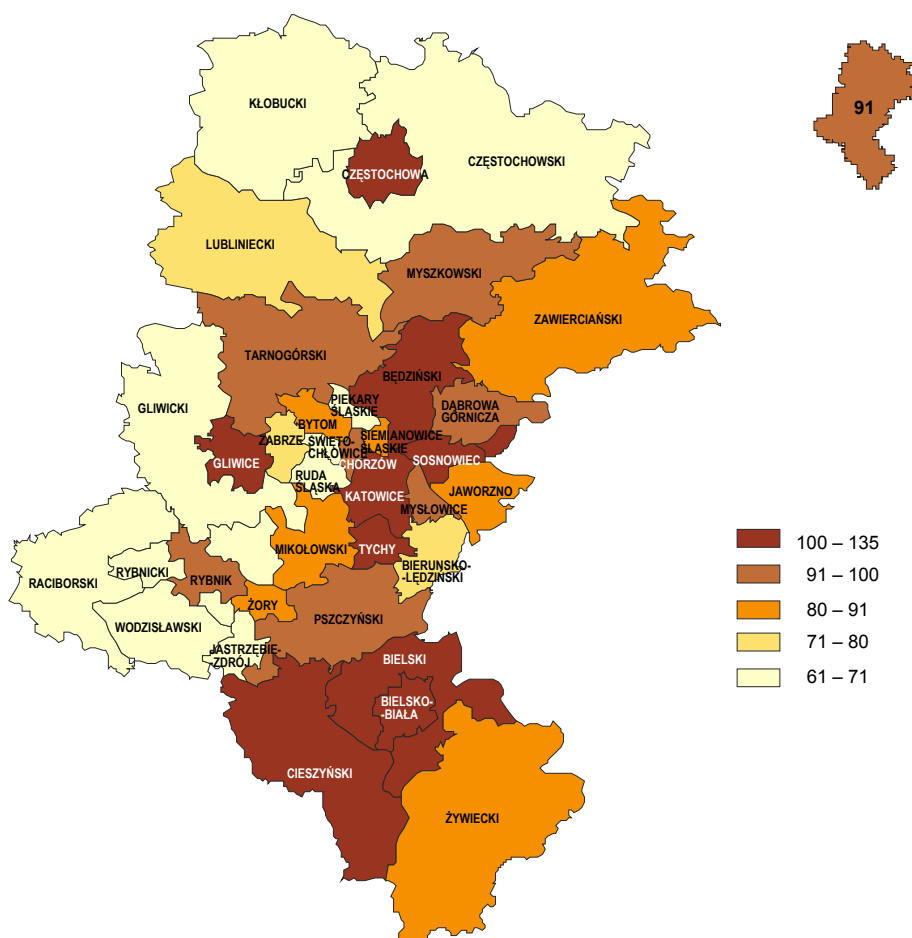 KŁOBUCKI
91
CZĘSTOCHOWSKI
CZĘSTOCHOWA
LUBLINIECKI
MYSZKOWSKI
ZAWIERCIAŃSKI
TARNOGÓRSKI
BĘDZIŃSKI
GLIWICKI
PIEKARY
ŚLĄSKIE
DĄBROWA
GÓRNICZA
BYTOM
SIEMIANOWICE
ŚLĄSKIE
ZABRZE
ŚWIĘTO-
CHŁOWICE
GLIWICE
CHORZÓW
SOSNOWIEC
RUDA
ŚLĄSKA
KATOWICE
JAWORZNO
MYSŁOWICE
100 – 135
MIKOŁOWSKI
TYCHY
BIERUNSKO-
-LĘDZIŃSKI
91 – 100
RACIBORSKI
RYBNICKI
RYBNIK
ŻORY
80 – 91
WODZISŁAWSKI
PSZCZYŃSKI
71 – 80
JASTRZĘBIE-
-ZDRÓJ
BIELSKI
61 – 71
BIELSKO-
-BIAŁA
CIESZYŃSKI
ŻYWIECKI